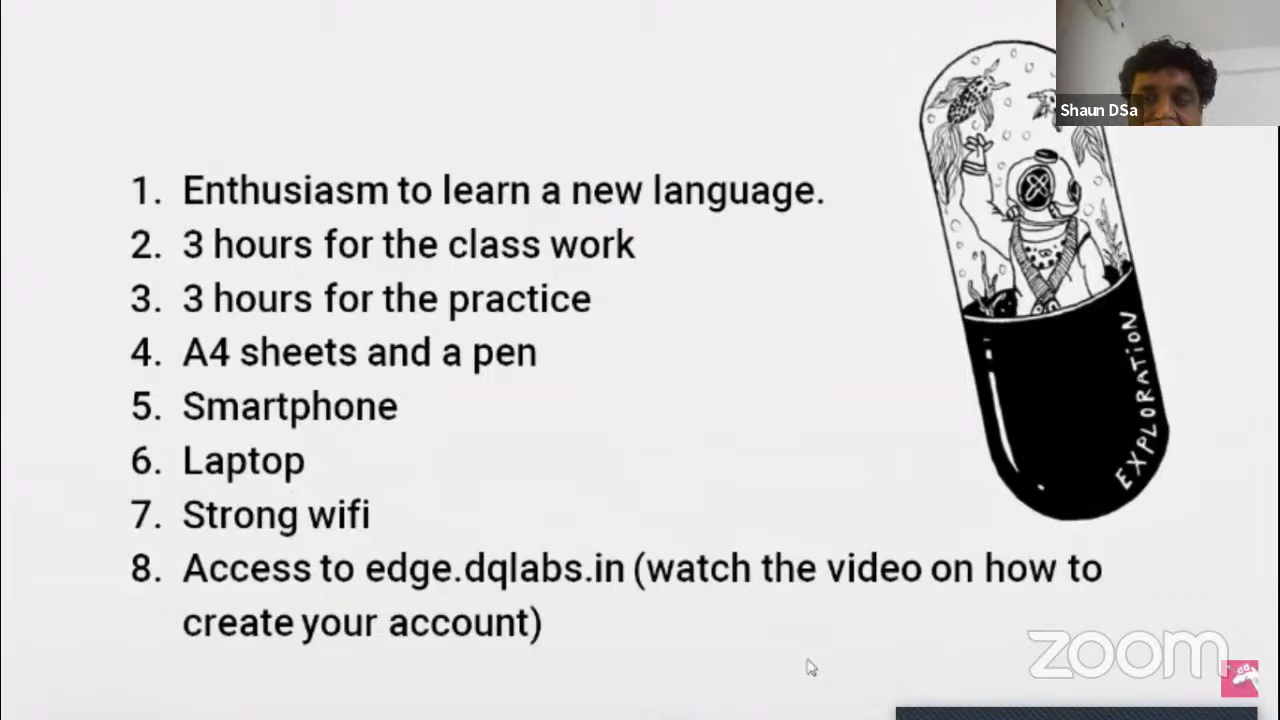 Shaun DSa
1. Enthusiasm to learn a new language.
2. 3 hours for the class work
3. 3 hours for the practice
4. A4 sheets and a pen
5. Smartphone
6. Laptop
7. Strong wifi
8. Access to edge.dqlabs.in (watch the video on how to
create your account)
EXPLORATION
zoom